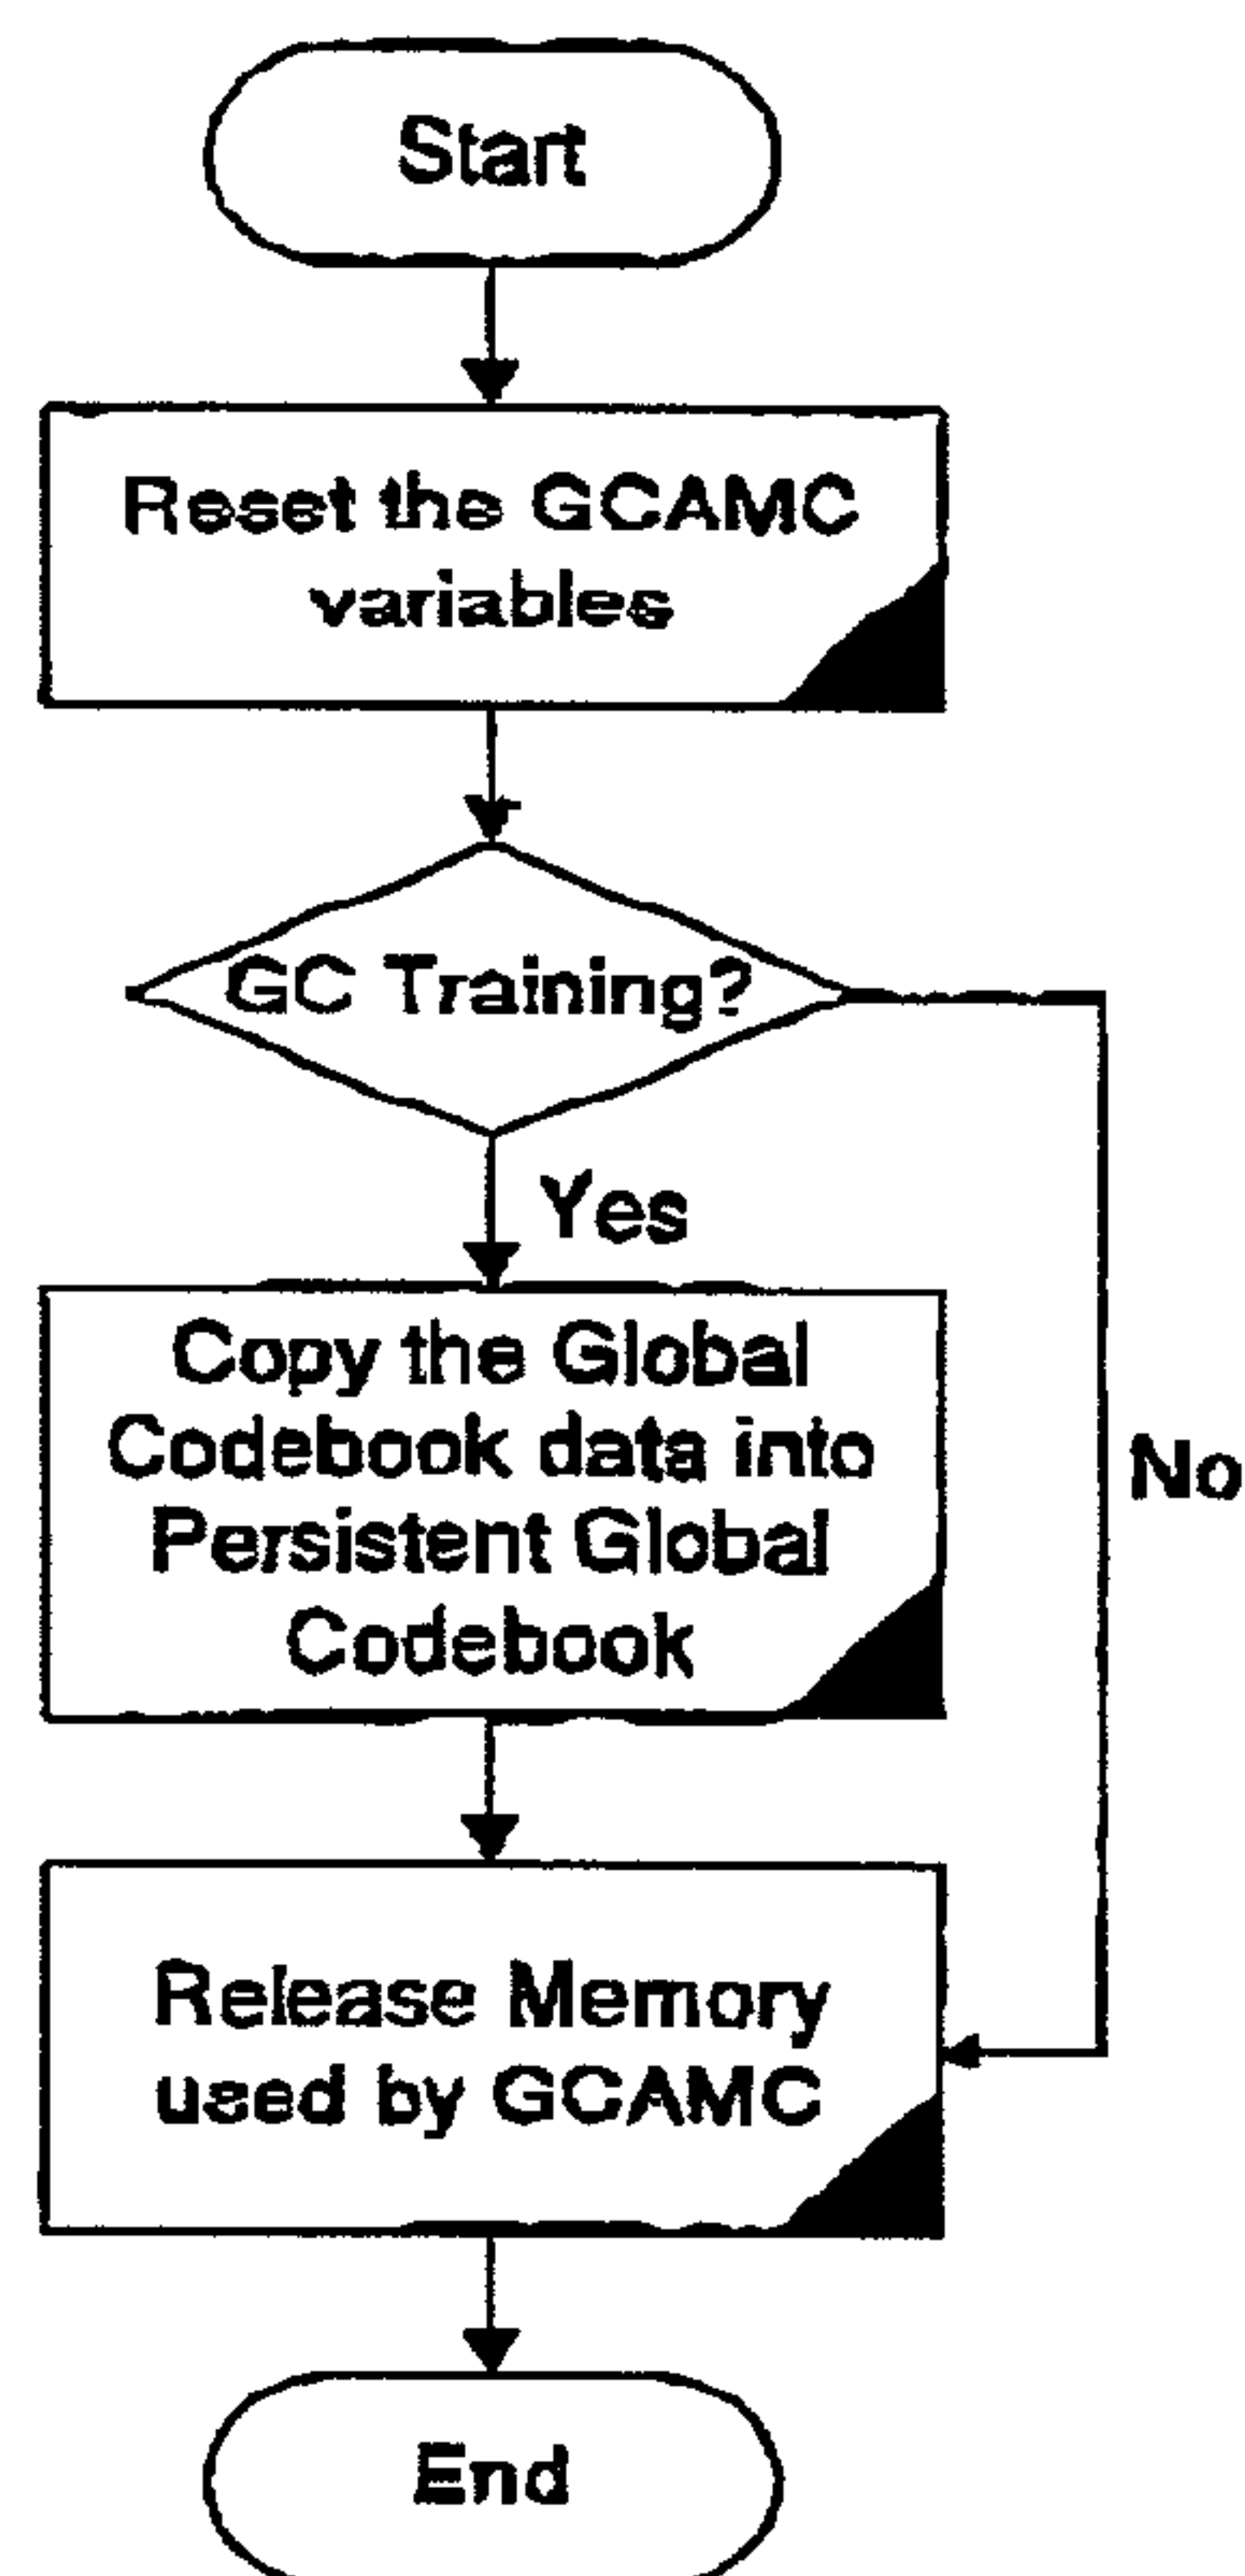 Start
Reset the GCAMC
variables
GC Training?
Yes
Copy the Global
Codebook data into
Persistent Global
Codebook
No
Release Memory
used by GCAMC
End